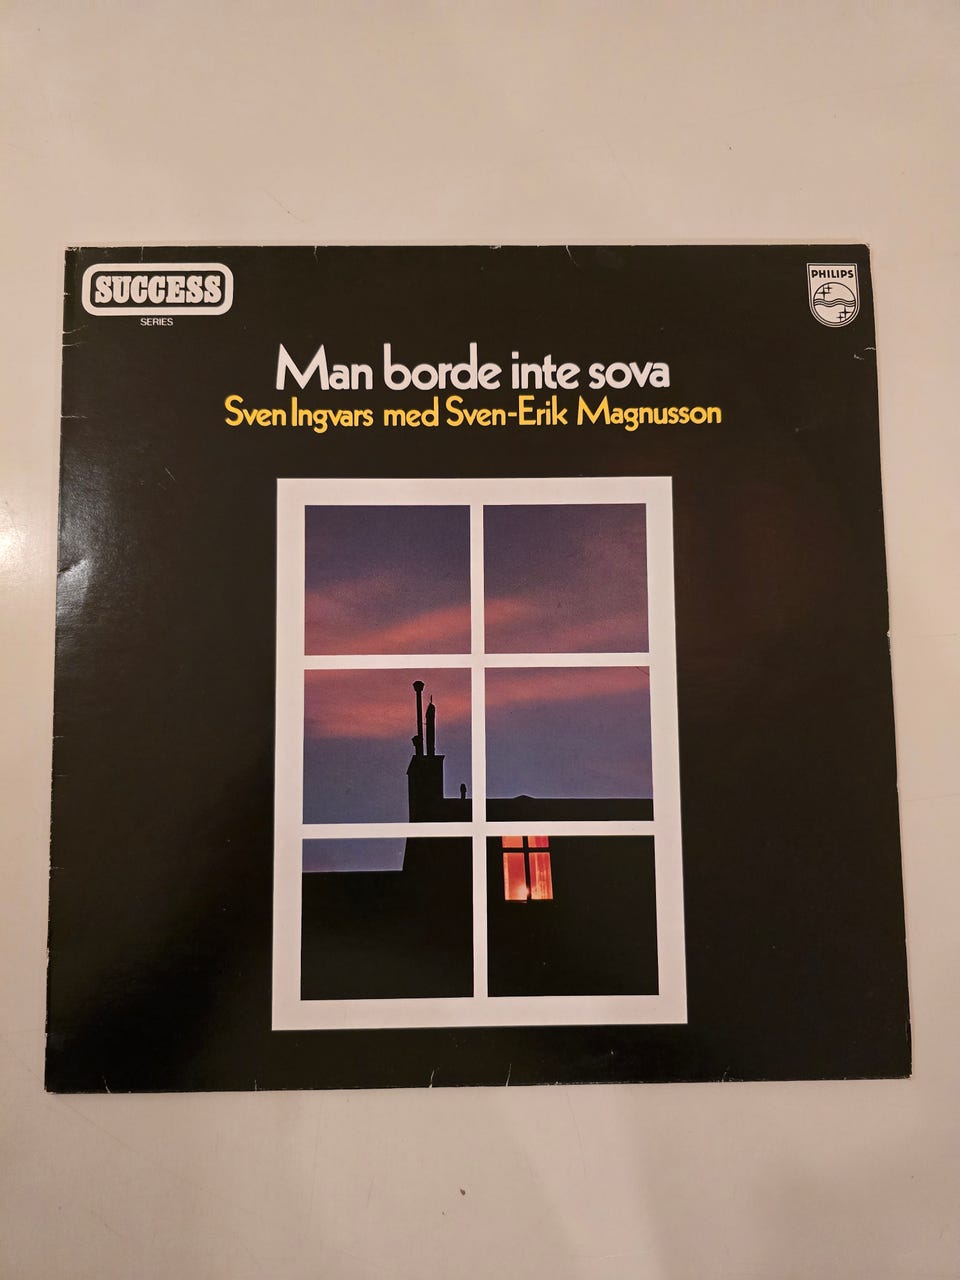 SUCCESS
SERIES
PHILIPS
Man borde inte sova
Sven Ingvars med Sven-Erik Magnusson